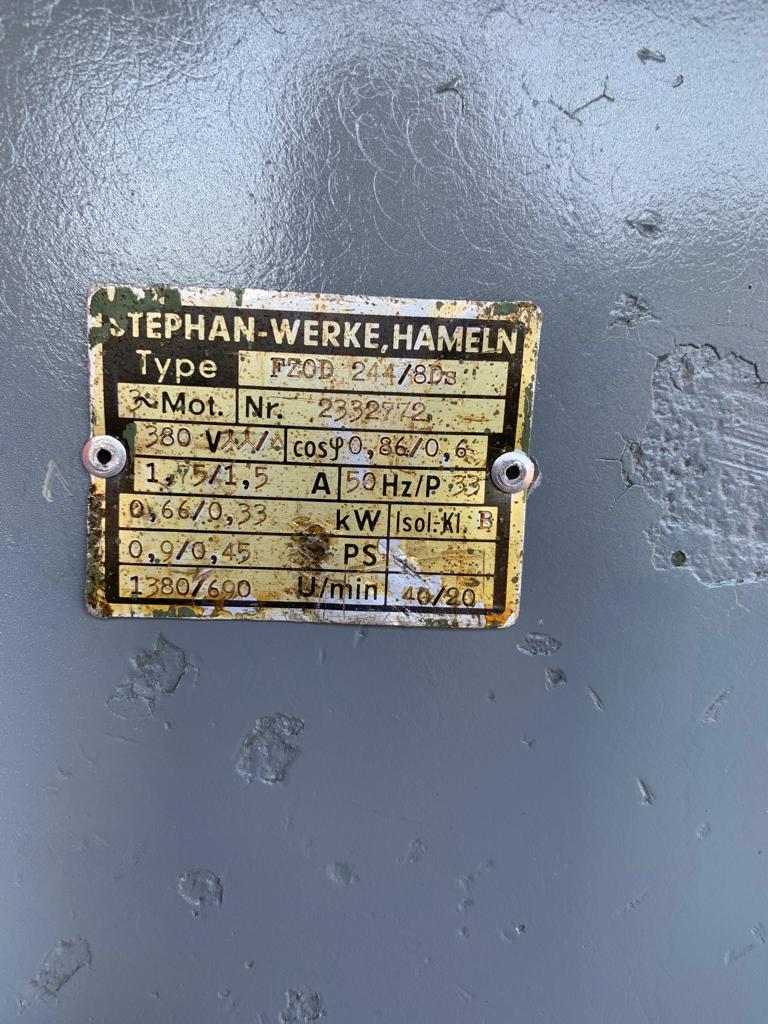 STEPHAN-WERKE, HAMELN
Type FZOD 244/8Ds
3~Mot. Nr. 2332772
380 V⅄⅄/△ cosφ 0,86/0,6
1,75/1,5 A 50 Hz/P 33
0,66/0,33 kW Isol.-Kl. B
0,9/0,45 PS
1380/690 U/min 40/20